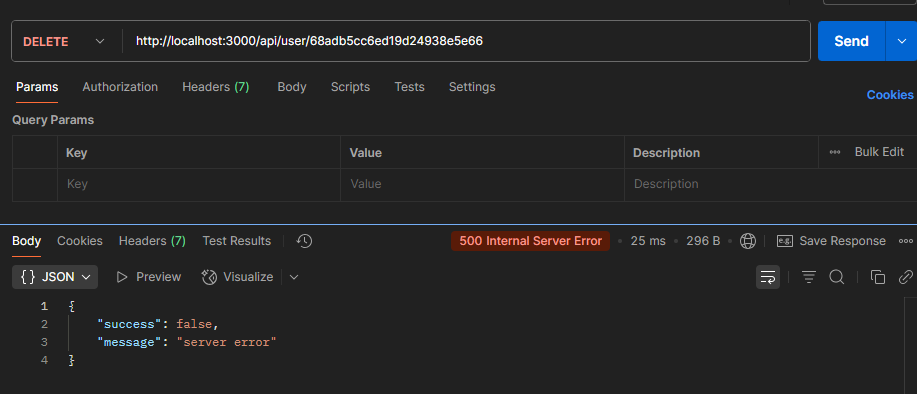 DELETE http://localhost:3000/api/user/68adb5cc6ed19d24938e5e66 Send
Params Authorization Headers (7) Body Scripts Tests Settings Cookies
Query Params
Key Value Description ••• Bulk Edit
Key Value Description
Body Cookies Headers (7) Test Results 500 Internal Server Error • 25 ms • 296 B • e.g. Save Response •••
{} JSON Preview Visualize
1 {
2 "success": false,
3 "message": "server error"
4 }